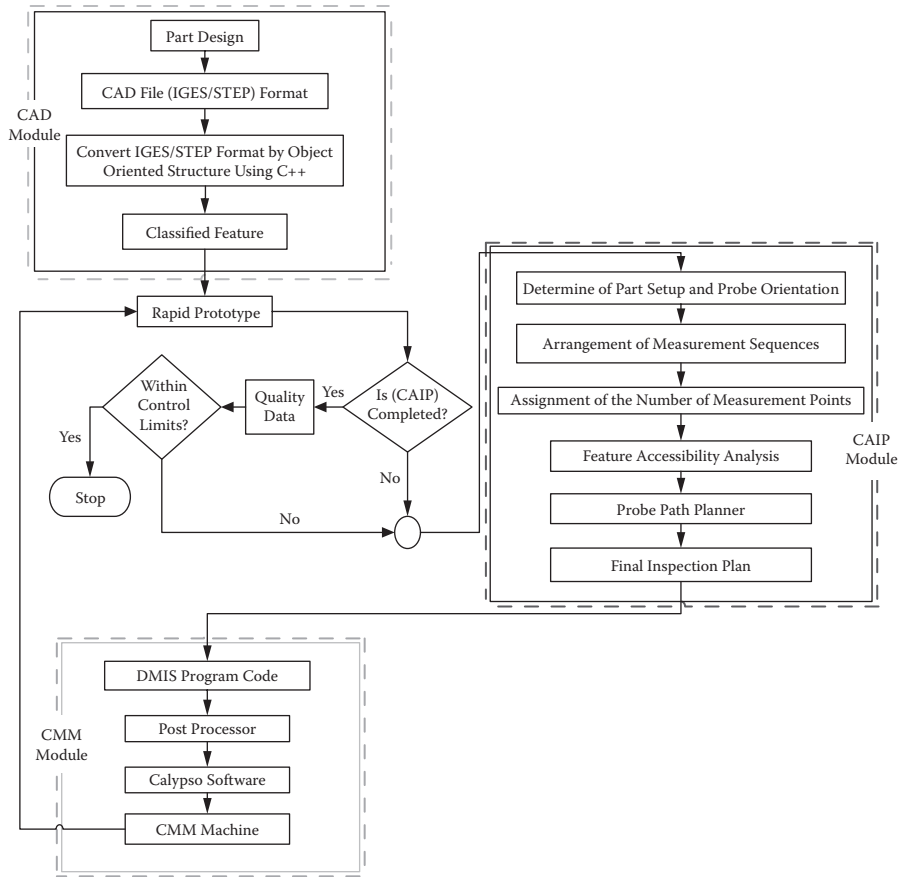 Part Design
CAD File (IGES/STEP) Format
CAD
Module
Convert IGES/STEP Format by Object
Oriented Structure Using C++
Classified Feature
Rapid Prototype
Within
Control
Limits?
Quality
Data
Yes
Is (CAIP)
Completed?
Yes
No
Stop
No
Determine of Part Setup and Probe Orientation
Arrangement of Measurement Sequences
Assignment of the Number of Measurement Points
CAIP
Module
Feature Accessibility Analysis
Probe Path Planner
Final Inspection Plan
DMIS Program Code
CMM
Module
Post Processor
Calypso Software
CMM Machine